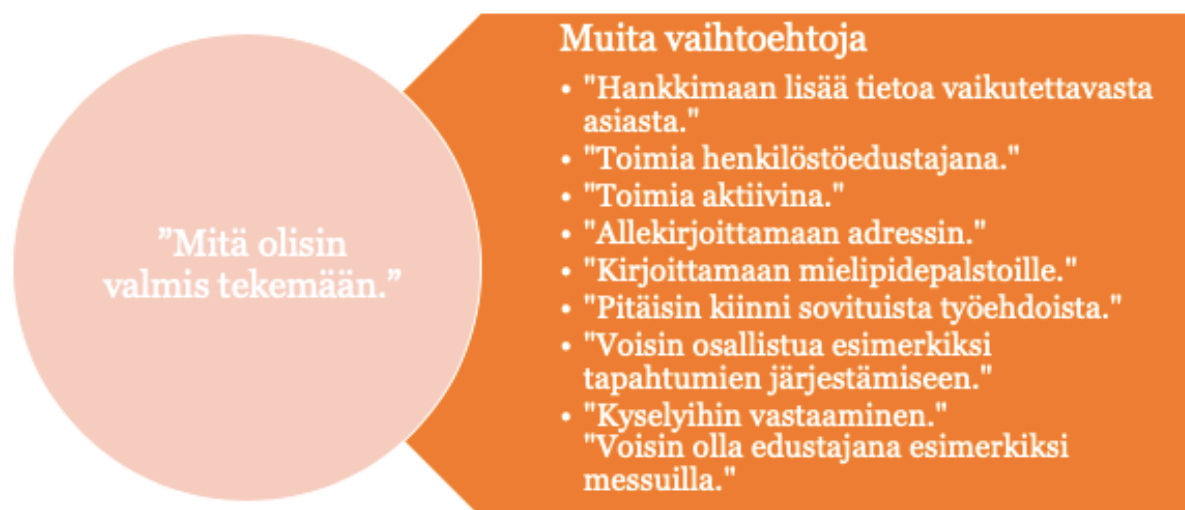 ”Mitä olisin
valmis tekemään.”
Muita vaihtoehtoja
• "Hankkimaan lisää tietoa vaikutettavasta
asiasta."
• "Toimia henkilöstöedustajana."
• "Toimia aktiivina."
• "Allekirjoittamaan adressin."
• "Kirjoittamaan mielipidepalstoille."
• "Pitäisin kiinni sovituista työehdoista."
• "Voisin osallistua esimerkiksi
tapahtumien järjestämiseen."
• "Kyselyihin vastaaminen."
"Voisin olla edustajana esimerkiksi
messuilla."